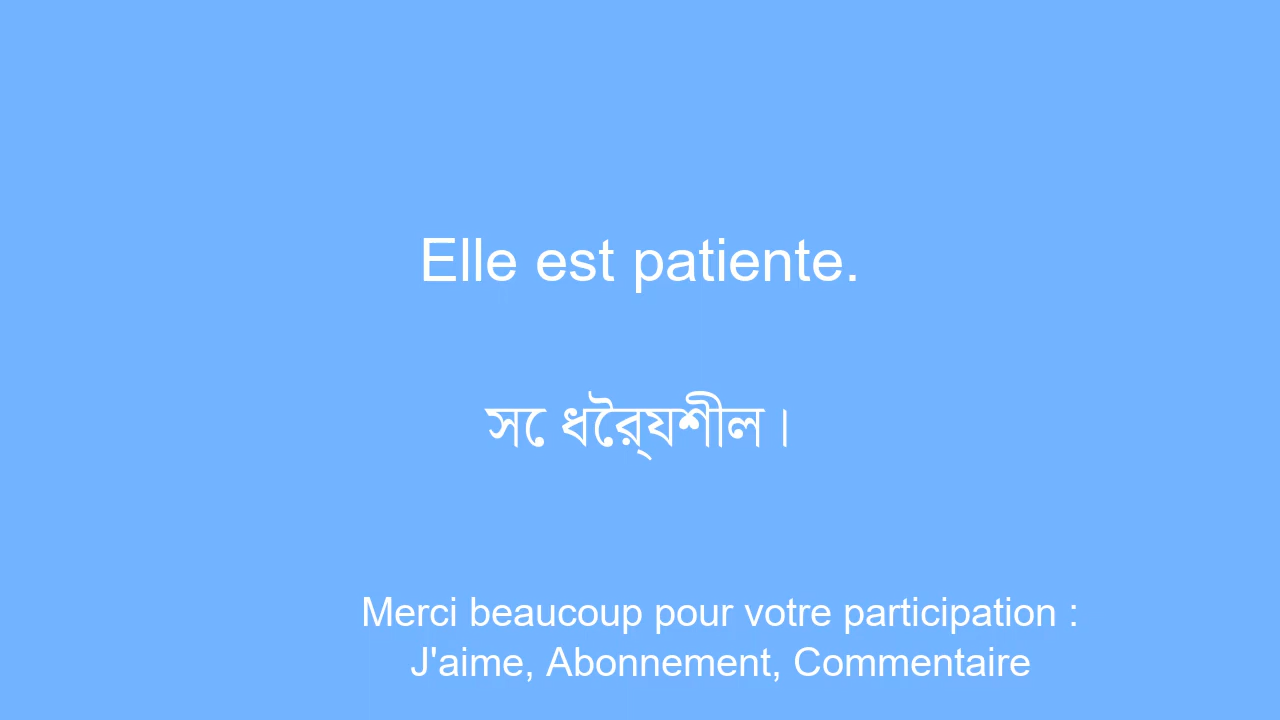 Elle est patiente.
সে ধৈর্যশীল।
Merci beaucoup pour votre participation :
J'aime, Abonnement, Commentaire